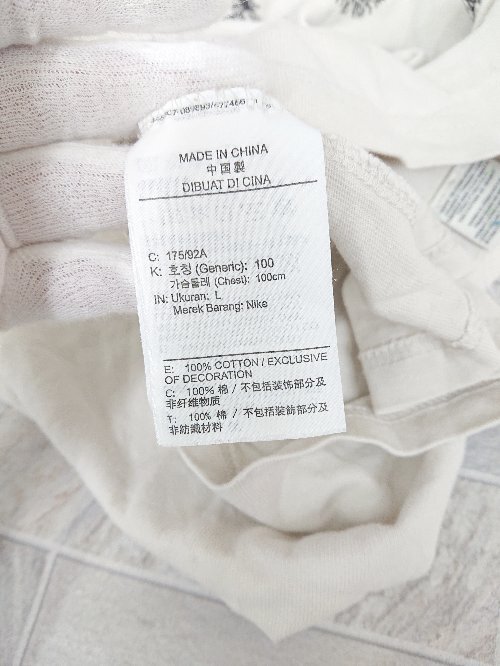 MADE IN CHINA
中 国 製
DIBUAT DI CINA
C: 175/92A
K: 호칭 (Generic): 100
가슴둘레 (Chest): 100cm
IN: Ukuran: L
Merek Barang: Nike
E: 100% COTTON / EXCLUSIVE
OF DECORATION
C: 100% 棉 / 不包括装饰部分及
非纤维物质
T: 100% 棉 / 不包括装飾部分及
非紡織材料